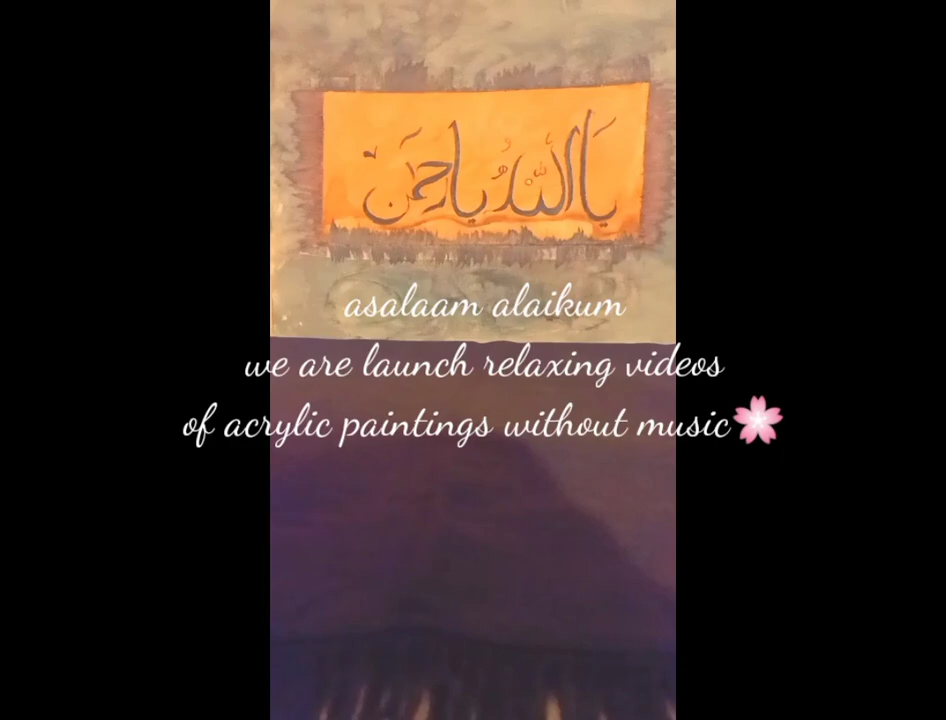 يا الله يا رحمن
asalaam alaikum
we are launch relaxing videos
of acrylic paintings without music🌸